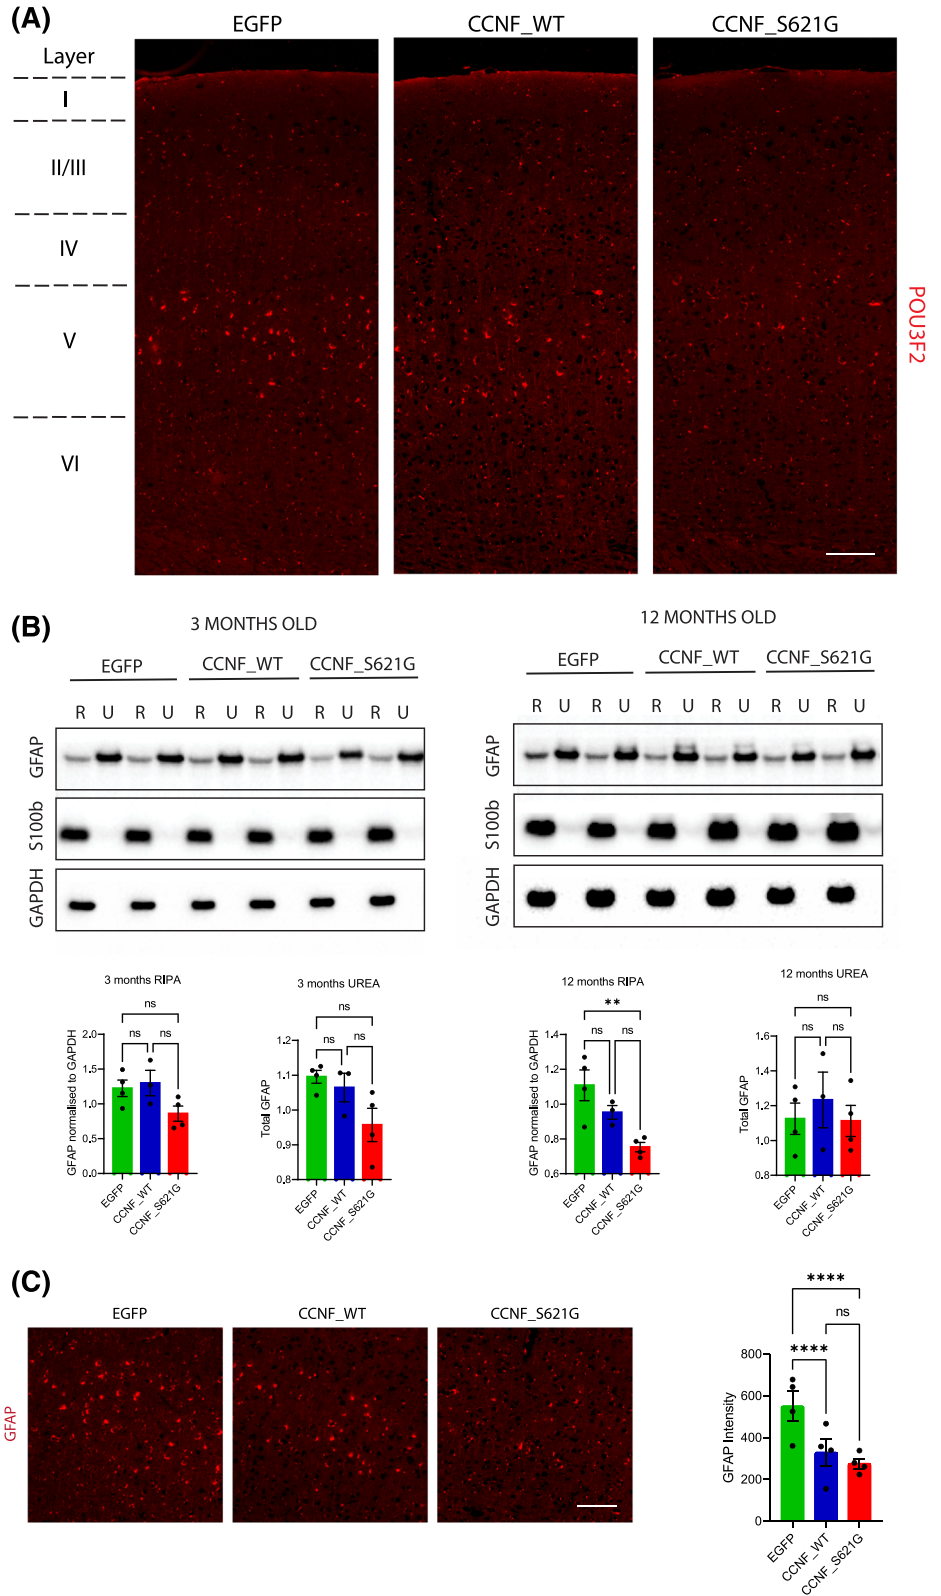 (A)
EGFP CCNF_WT CCNF_S621G
Layer
I
II/III
IV
V
VI
POU3F2
(B)
3 MONTHS OLD
EGFP CCNF_WT CCNF_S621G
R U R U R U R U R U R U
GFAP
S100b
GAPDH
12 MONTHS OLD
EGFP CCNF_WT CCNF_S621G
R U R U R U R U R U R U
GFAP
S100b
GAPDH
3 months RIPA
ns
ns ns
GFAP normalised to GAPDH
2.0
1.5
1.0
0.5
0.0
EGFP
CCNF_WT
CCNF_S621G
3 months UREA
ns
ns ns
Total GFAP
1.2
1.1
1.0
0.9
0.8
EGFP
CCNF_WT
CCNF_S621G
12 months RIPA
**
ns ns
GFAP normalised to GAPDH
1.4
1.2
1.0
0.8
0.6
EGFP
CCNF_WT
CCNF_S621G
12 months UREA
ns
ns ns
Total GFAP
1.6
1.4
1.2
1.0
0.8
EGFP
CCNF_WT
CCNF_S621G
(C)
EGFP CCNF_WT CCNF_S621G
GFAP
****
ns
****
GFAP Intensity
800
600
400
200
0
EGFP
CCNF_WT
CCNF_S621G